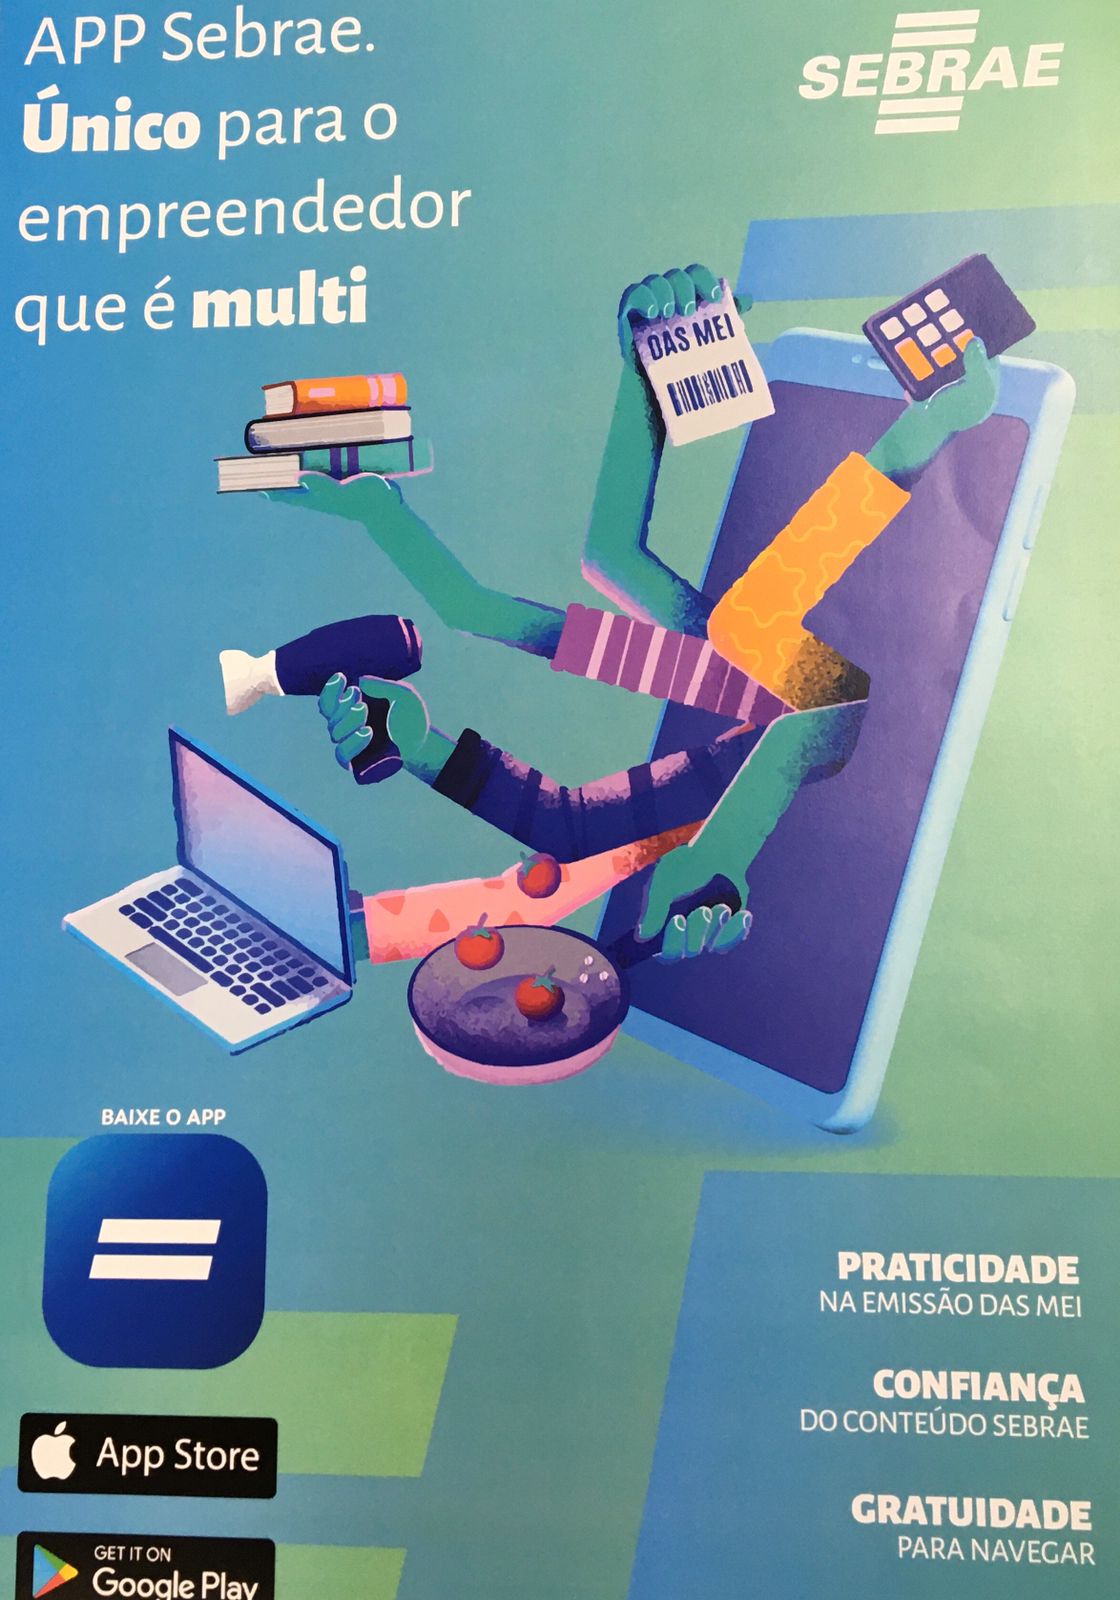 APP Sebrae.
Único para o
empreendedor
que é multi
SEBRAE
DAS MEI
BAIXE O APP
App Store
GET IT ON
Google Play
PRATICIDADE
NA EMISSÃO DAS MEI
CONFIANÇA
DO CONTEÚDO SEBRAE
GRATUIDADE
PARA NAVEGAR